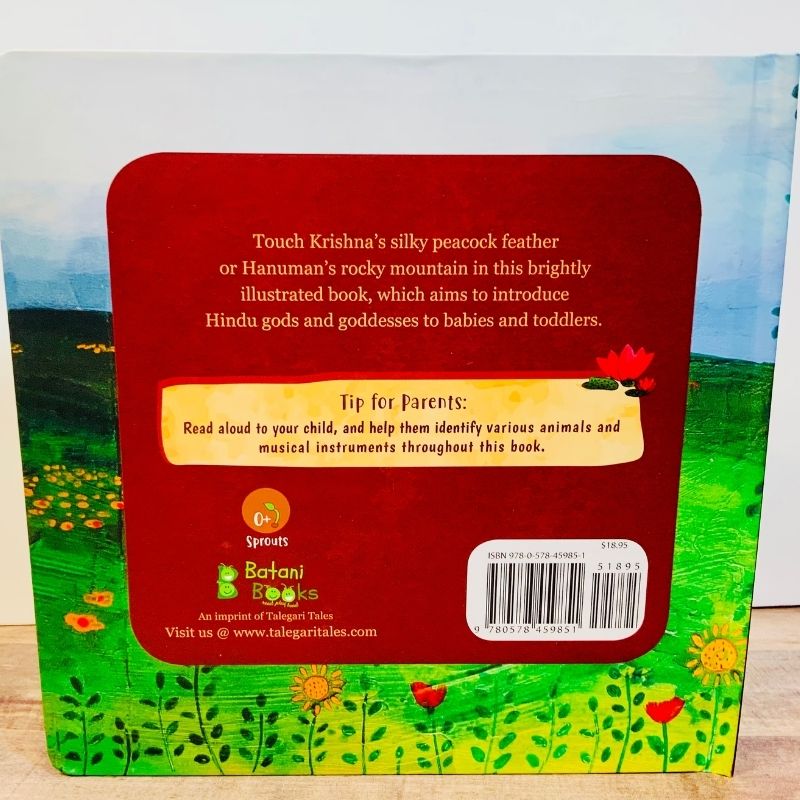 Touch Krishna's silky peacock feather
or Hanuman's rocky mountain in this brightly
illustrated book, which aims to introduce
Hindu gods and goddesses to babies and toddlers.
Tip for Parents:
Read aloud to your child, and help them identify various animals and
musical instruments throughout this book.
0+
Sprouts
Batani
Books
read play bond
An imprint of Talegari Tales
Visit us @ www.talegaritales.com
$18.95
ISBN 978-0-578-45985-1
51895
9 780578 459851